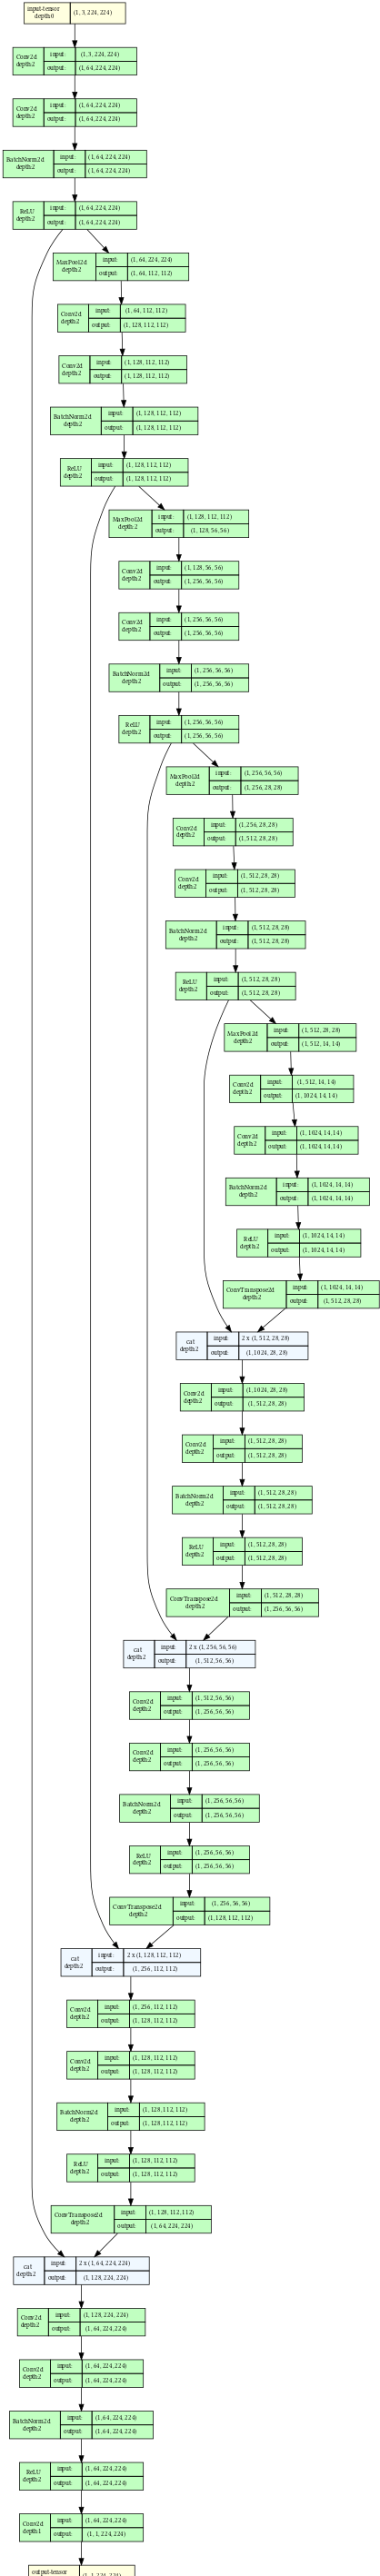 input-tensor
depth:0
(1, 3, 224, 224)
Conv2d
depth:2
input:
(1, 3, 224, 224)
output:
(1, 64, 224, 224)
Conv2d
depth:2
input:
(1, 64, 224, 224)
output:
(1, 64, 224, 224)
BatchNorm2d
depth:2
input:
(1, 64, 224, 224)
output:
(1, 64, 224, 224)
ReLU
depth:2
input:
(1, 64, 224, 224)
output:
(1, 64, 224, 224)
MaxPool2d
depth:2
input:
(1, 64, 224, 224)
output:
(1, 64, 112, 112)
Conv2d
depth:2
input:
(1, 64, 112, 112)
output:
(1, 128, 112, 112)
Conv2d
depth:2
input:
(1, 128, 112, 112)
output:
(1, 128, 112, 112)
BatchNorm2d
depth:2
input:
(1, 128, 112, 112)
output:
(1, 128, 112, 112)
ReLU
depth:2
input:
(1, 128, 112, 112)
output:
(1, 128, 112, 112)
MaxPool2d
depth:2
input:
(1, 128, 112, 112)
output:
(1, 128, 56, 56)
Conv2d
depth:2
input:
(1, 128, 56, 56)
output:
(1, 256, 56, 56)
Conv2d
depth:2
input:
(1, 256, 56, 56)
output:
(1, 256, 56, 56)
BatchNorm2d
depth:2
input:
(1, 256, 56, 56)
output:
(1, 256, 56, 56)
ReLU
depth:2
input:
(1, 256, 56, 56)
output:
(1, 256, 56, 56)
MaxPool2d
depth:2
input:
(1, 256, 56, 56)
output:
(1, 256, 28, 28)
Conv2d
depth:2
input:
(1, 256, 28, 28)
output:
(1, 512, 28, 28)
Conv2d
depth:2
input:
(1, 512, 28, 28)
output:
(1, 512, 28, 28)
BatchNorm2d
depth:2
input:
(1, 512, 28, 28)
output:
(1, 512, 28, 28)
ReLU
depth:2
input:
(1, 512, 28, 28)
output:
(1, 512, 28, 28)
MaxPool2d
depth:2
input:
(1, 512, 28, 28)
output:
(1, 512, 14, 14)
Conv2d
depth:2
input:
(1, 512, 14, 14)
output:
(1, 1024, 14, 14)
Conv2d
depth:2
input:
(1, 1024, 14, 14)
output:
(1, 1024, 14, 14)
BatchNorm2d
depth:2
input:
(1, 1024, 14, 14)
output:
(1, 1024, 14, 14)
ReLU
depth:2
input:
(1, 1024, 14, 14)
output:
(1, 1024, 14, 14)
ConvTranspose2d
depth:2
input:
(1, 1024, 14, 14)
output:
(1, 512, 28, 28)
cat
depth:2
input:
2 x (1, 512, 28, 28)
output:
(1, 1024, 28, 28)
Conv2d
depth:2
input:
(1, 1024, 28, 28)
output:
(1, 512, 28, 28)
Conv2d
depth:2
input:
(1, 512, 28, 28)
output:
(1, 512, 28, 28)
BatchNorm2d
depth:2
input:
(1, 512, 28, 28)
output:
(1, 512, 28, 28)
ReLU
depth:2
input:
(1, 512, 28, 28)
output:
(1, 512, 28, 28)
ConvTranspose2d
depth:2
input:
(1, 512, 28, 28)
output:
(1, 256, 56, 56)
cat
depth:2
input:
2 x (1, 256, 56, 56)
output:
(1, 512, 56, 56)
Conv2d
depth:2
input:
(1, 512, 56, 56)
output:
(1, 256, 56, 56)
Conv2d
depth:2
input:
(1, 256, 56, 56)
output:
(1, 256, 56, 56)
BatchNorm2d
depth:2
input:
(1, 256, 56, 56)
output:
(1, 256, 56, 56)
ReLU
depth:2
input:
(1, 256, 56, 56)
output:
(1, 256, 56, 56)
ConvTranspose2d
depth:2
input:
(1, 256, 56, 56)
output:
(1, 128, 112, 112)
cat
depth:2
input:
2 x (1, 128, 112, 112)
output:
(1, 256, 112, 112)
Conv2d
depth:2
input:
(1, 256, 112, 112)
output:
(1, 128, 112, 112)
Conv2d
depth:2
input:
(1, 128, 112, 112)
output:
(1, 128, 112, 112)
BatchNorm2d
depth:2
input:
(1, 128, 112, 112)
output:
(1, 128, 112, 112)
ReLU
depth:2
input:
(1, 128, 112, 112)
output:
(1, 128, 112, 112)
ConvTranspose2d
depth:2
input:
(1, 128, 112, 112)
output:
(1, 64, 224, 224)
cat
depth:2
input:
2 x (1, 64, 224, 224)
output:
(1, 128, 224, 224)
Conv2d
depth:2
input:
(1, 128, 224, 224)
output:
(1, 64, 224, 224)
Conv2d
depth:2
input:
(1, 64, 224, 224)
output:
(1, 64, 224, 224)
BatchNorm2d
depth:2
input:
(1, 64, 224, 224)
output:
(1, 64, 224, 224)
ReLU
depth:2
input:
(1, 64, 224, 224)
output:
(1, 64, 224, 224)
Conv2d
depth:1
input:
(1, 64, 224, 224)
output:
(1, 1, 224, 224)
output-tensor
(1, 1, 224, 224)